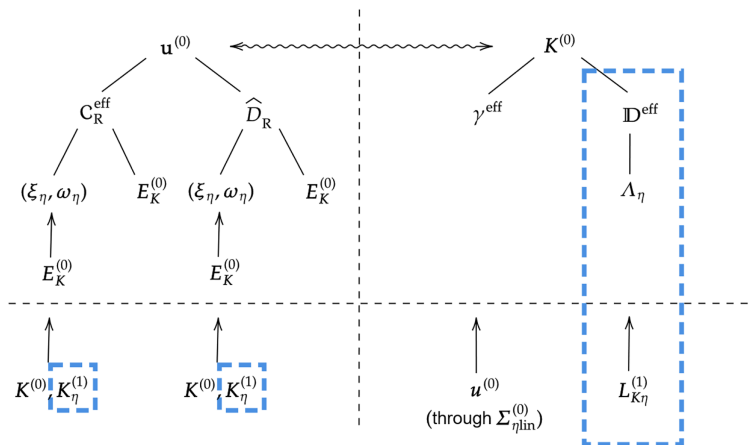 u^(0) K^(0)
C_R^eff D̂_R γ^eff 𝔻^eff
(ξ_η, ω_η) E_K^(0) (ξ_η, ω_η) E_K^(0) Λ_η
E_K^(0) E_K^(0)
K^(0), K_η^(1) K^(0), K_η^(1) u^(0) L_Kη^(1)
(through Σ_ηlin^(0))